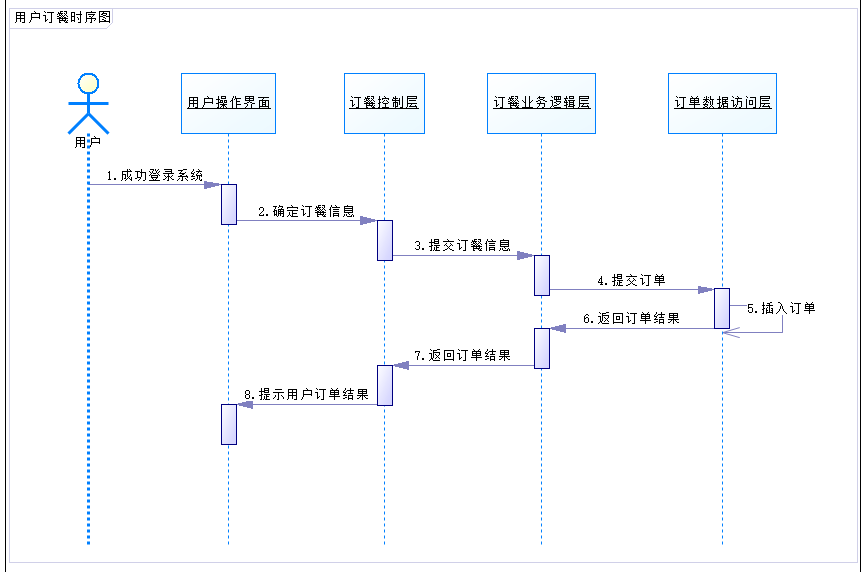 用户订餐时序图
用户操作界面
订餐控制层
订餐业务逻辑层
订单数据访问层
用户
1.成功登录系统
2.确定订餐信息
3.提交订餐信息
4.提交订单
5.插入订单
6.返回订单结果
7.返回订单结果
8.提示用户订单结果